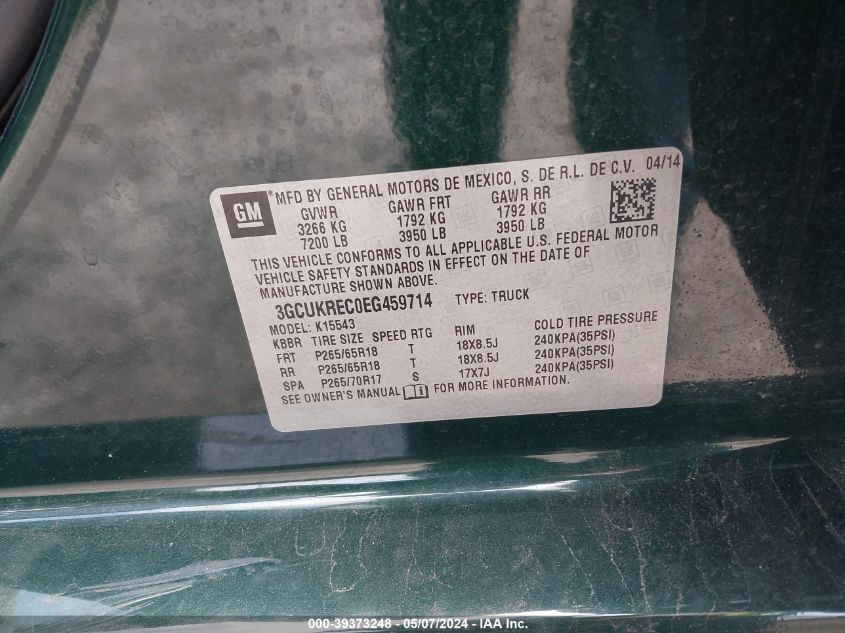 GM ® MFD BY GENERAL MOTORS DE MEXICO, S. DE R.L. DE C.V. 04/14
GVWR GAWR FRT GAWR RR
3266 KG 1792 KG 1792 KG
7200 LB 3950 LB 3950 LB
THIS VEHICLE CONFORMS TO ALL APPLICABLE U.S. FEDERAL MOTOR
VEHICLE SAFETY STANDARDS IN EFFECT ON THE DATE OF
MANUFACTURE SHOWN ABOVE.
3GCUKREC0EG459714 TYPE: TRUCK
MODEL: K15543
KBBR TIRE SIZE SPEED RTG RIM COLD TIRE PRESSURE
FRT P265/65R18 T 18X8.5J 240KPA(35PSI)
RR P265/65R18 T 18X8.5J 240KPA(35PSI)
SPA P265/70R17 S 17X7J 240KPA(35PSI)
SEE OWNER'S MANUAL FOR MORE INFORMATION.
000-39373248 - 05/07/2024 - IAA Inc.